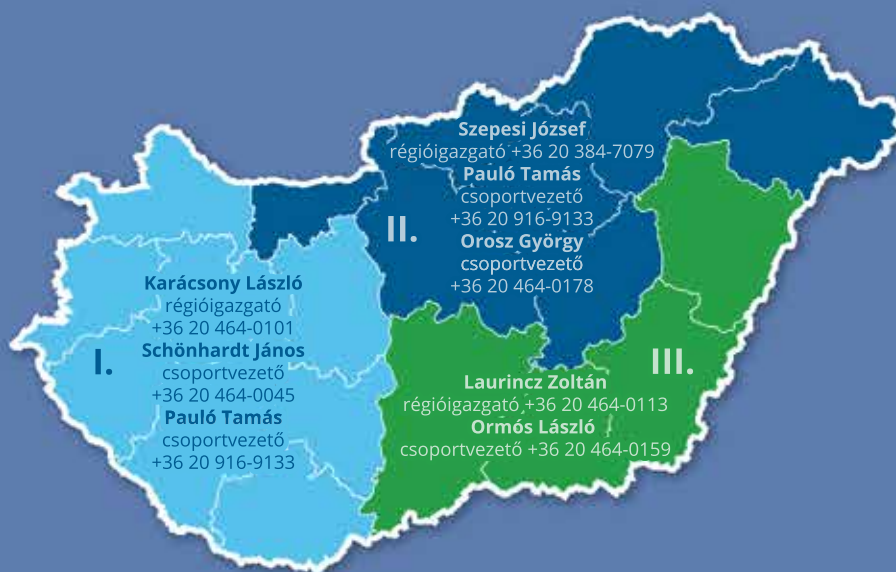 I.
Karácsony László
régióigazgató
+36 20 464-0101
Schönhardt János
csoportvezető
+36 20 464-0045
Pauló Tamás
csoportvezető
+36 20 916-9133
II.
Szepesi József
régióigazgató +36 20 384-7079
Pauló Tamás
csoportvezető
+36 20 916-9133
Orosz György
csoportvezető
+36 20 464-0178
III.
Laurincz Zoltán
régióigazgató +36 20 464-0113
Ormós László
csoportvezető +36 20 464-0159